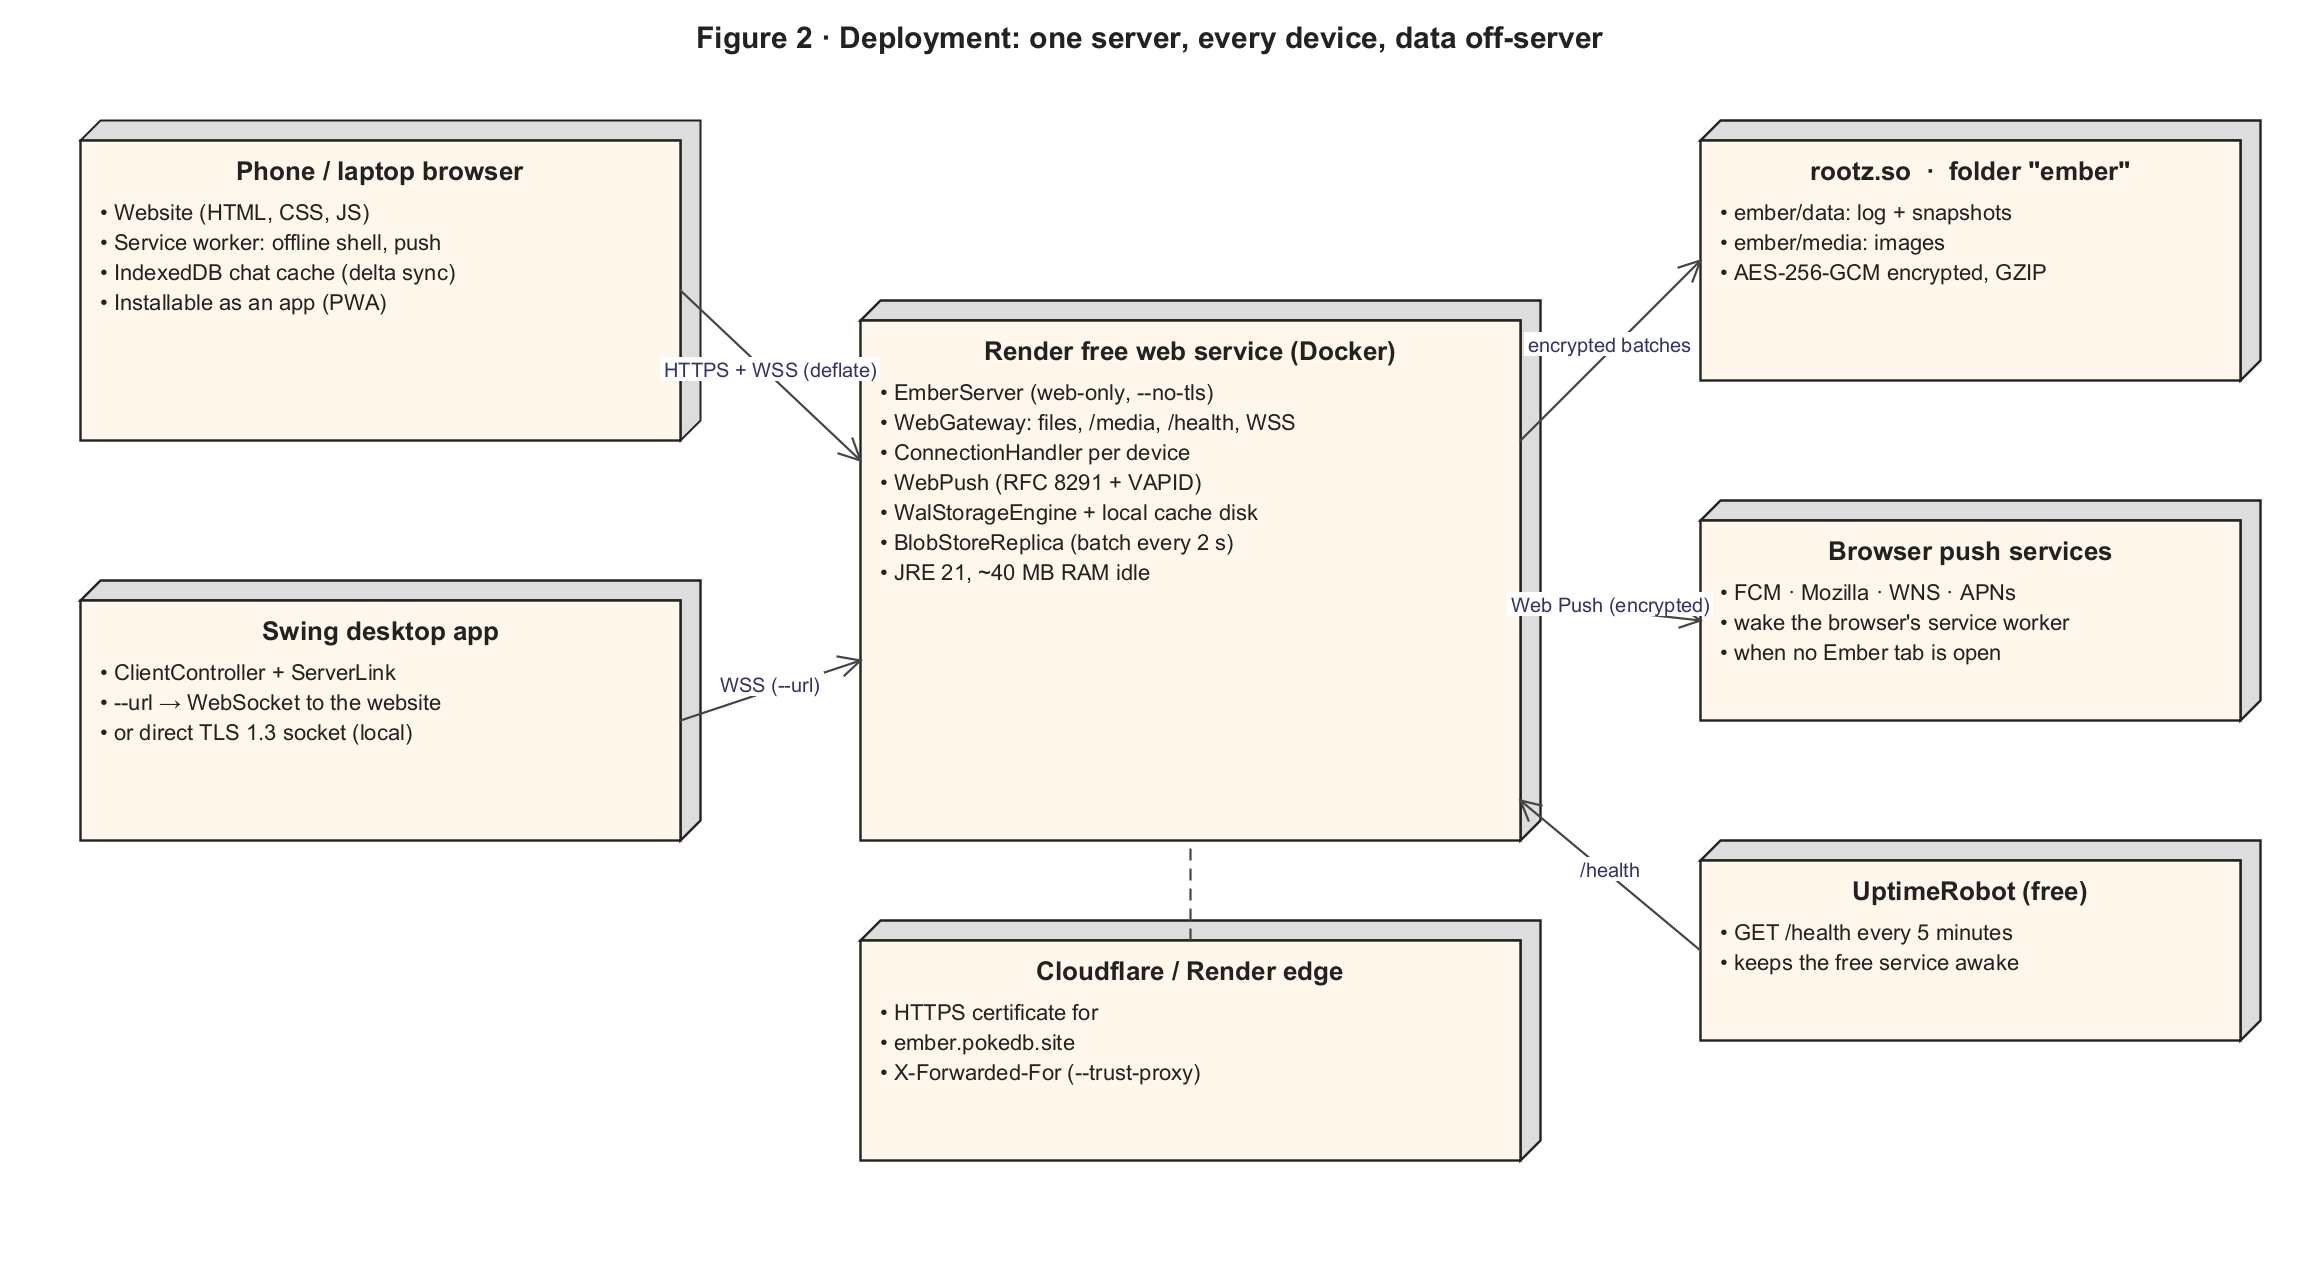 Figure 2 · Deployment: one server, every device, data off-server
Phone / laptop browser
• Website (HTML, CSS, JS)
• Service worker: offline shell, push
• IndexedDB chat cache (delta sync)
• Installable as an app (PWA)
HTTPS + WSS (deflate)
Swing desktop app
• ClientController + ServerLink
• --url → WebSocket to the website
• or direct TLS 1.3 socket (local)
WSS (--url)
Render free web service (Docker)
• EmberServer (web-only, --no-tls)
• WebGateway: files, /media, /health, WSS
• ConnectionHandler per device
• WebPush (RFC 8291 + VAPID)
• WalStorageEngine + local cache disk
• BlobStoreReplica (batch every 2 s)
• JRE 21, ~40 MB RAM idle
Cloudflare / Render edge
• HTTPS certificate for
• ember.pokedb.site
• X-Forwarded-For (--trust-proxy)
encrypted batches
rootz.so · folder "ember"
• ember/data: log + snapshots
• ember/media: images
• AES-256-GCM encrypted, GZIP
Web Push (encrypted)
Browser push services
• FCM · Mozilla · WNS · APNs
• wake the browser's service worker
• when no Ember tab is open
/health
UptimeRobot (free)
• GET /health every 5 minutes
• keeps the free service awake